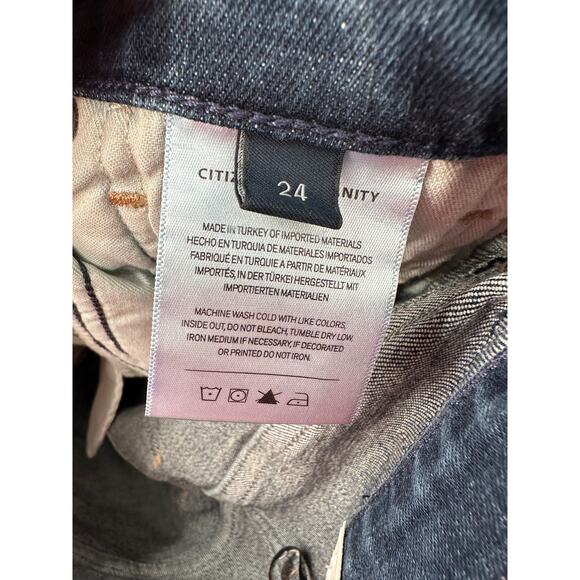 CITIZ ANITY
24
MADE IN TURKEY OF IMPORTED MATERIALS
HECHO EN TURQUIA DE MATERIALES IMPORTADOS
FABRIQUÉ EN TURQUIE A PARTIR DE MATÉRIAUX
IMPORTÉS, IN DER TÜRKEI HERGESTELLT MIT
IMPORTIERTEN MATERIALIEN
MACHINE WASH COLD WITH LIKE COLORS,
INSIDE OUT, DO NOT BLEACH, TUMBLE DRY LOW.
IRON MEDIUM IF NECESSARY, IF DECORATED
OR PRINTED DO NOT IRON.